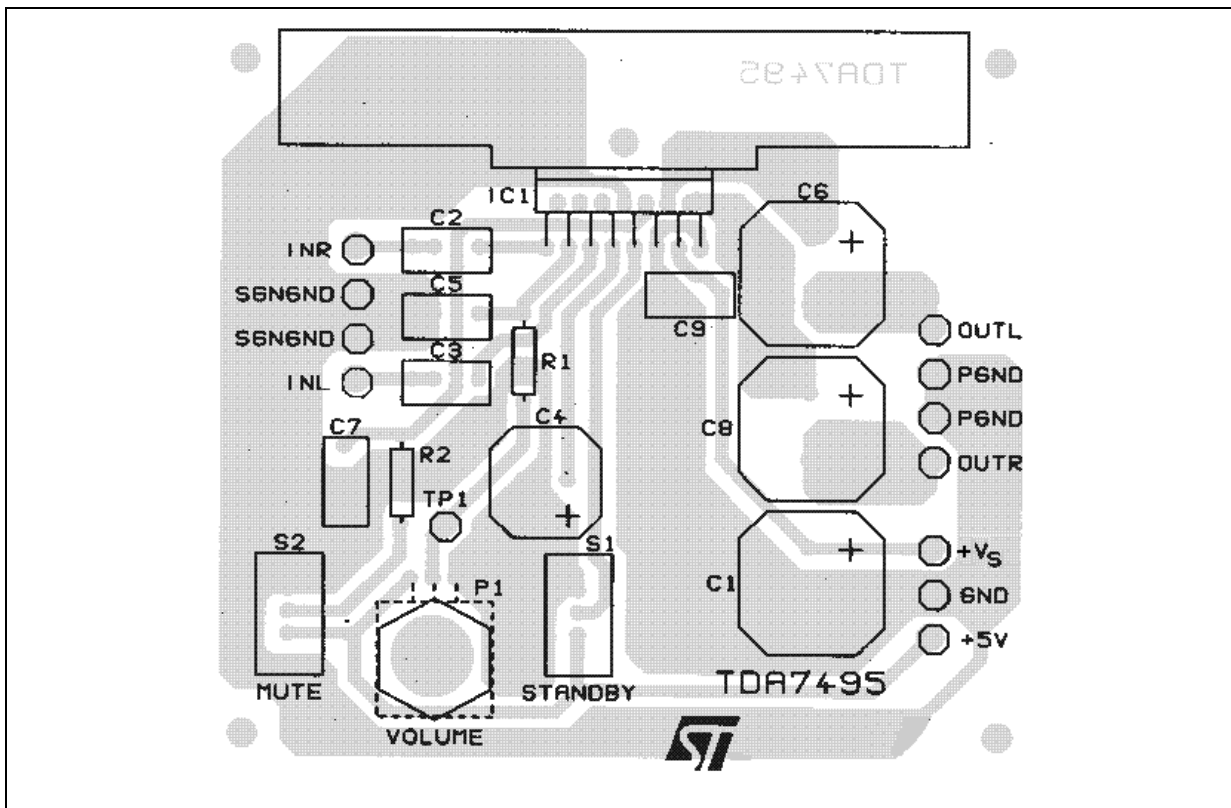 TDA7495
IC1
C6
C2
INR
C5
SGNGND
C9
SGNGND
C3
R1
OUTL
INL
PGND
C7
C4
C8
PGND
R2
OUTR
TP1
S2
S1
+VS
P1
C1
GND
+5V
MUTE
STANDBY
TDA7495
VOLUME
ST